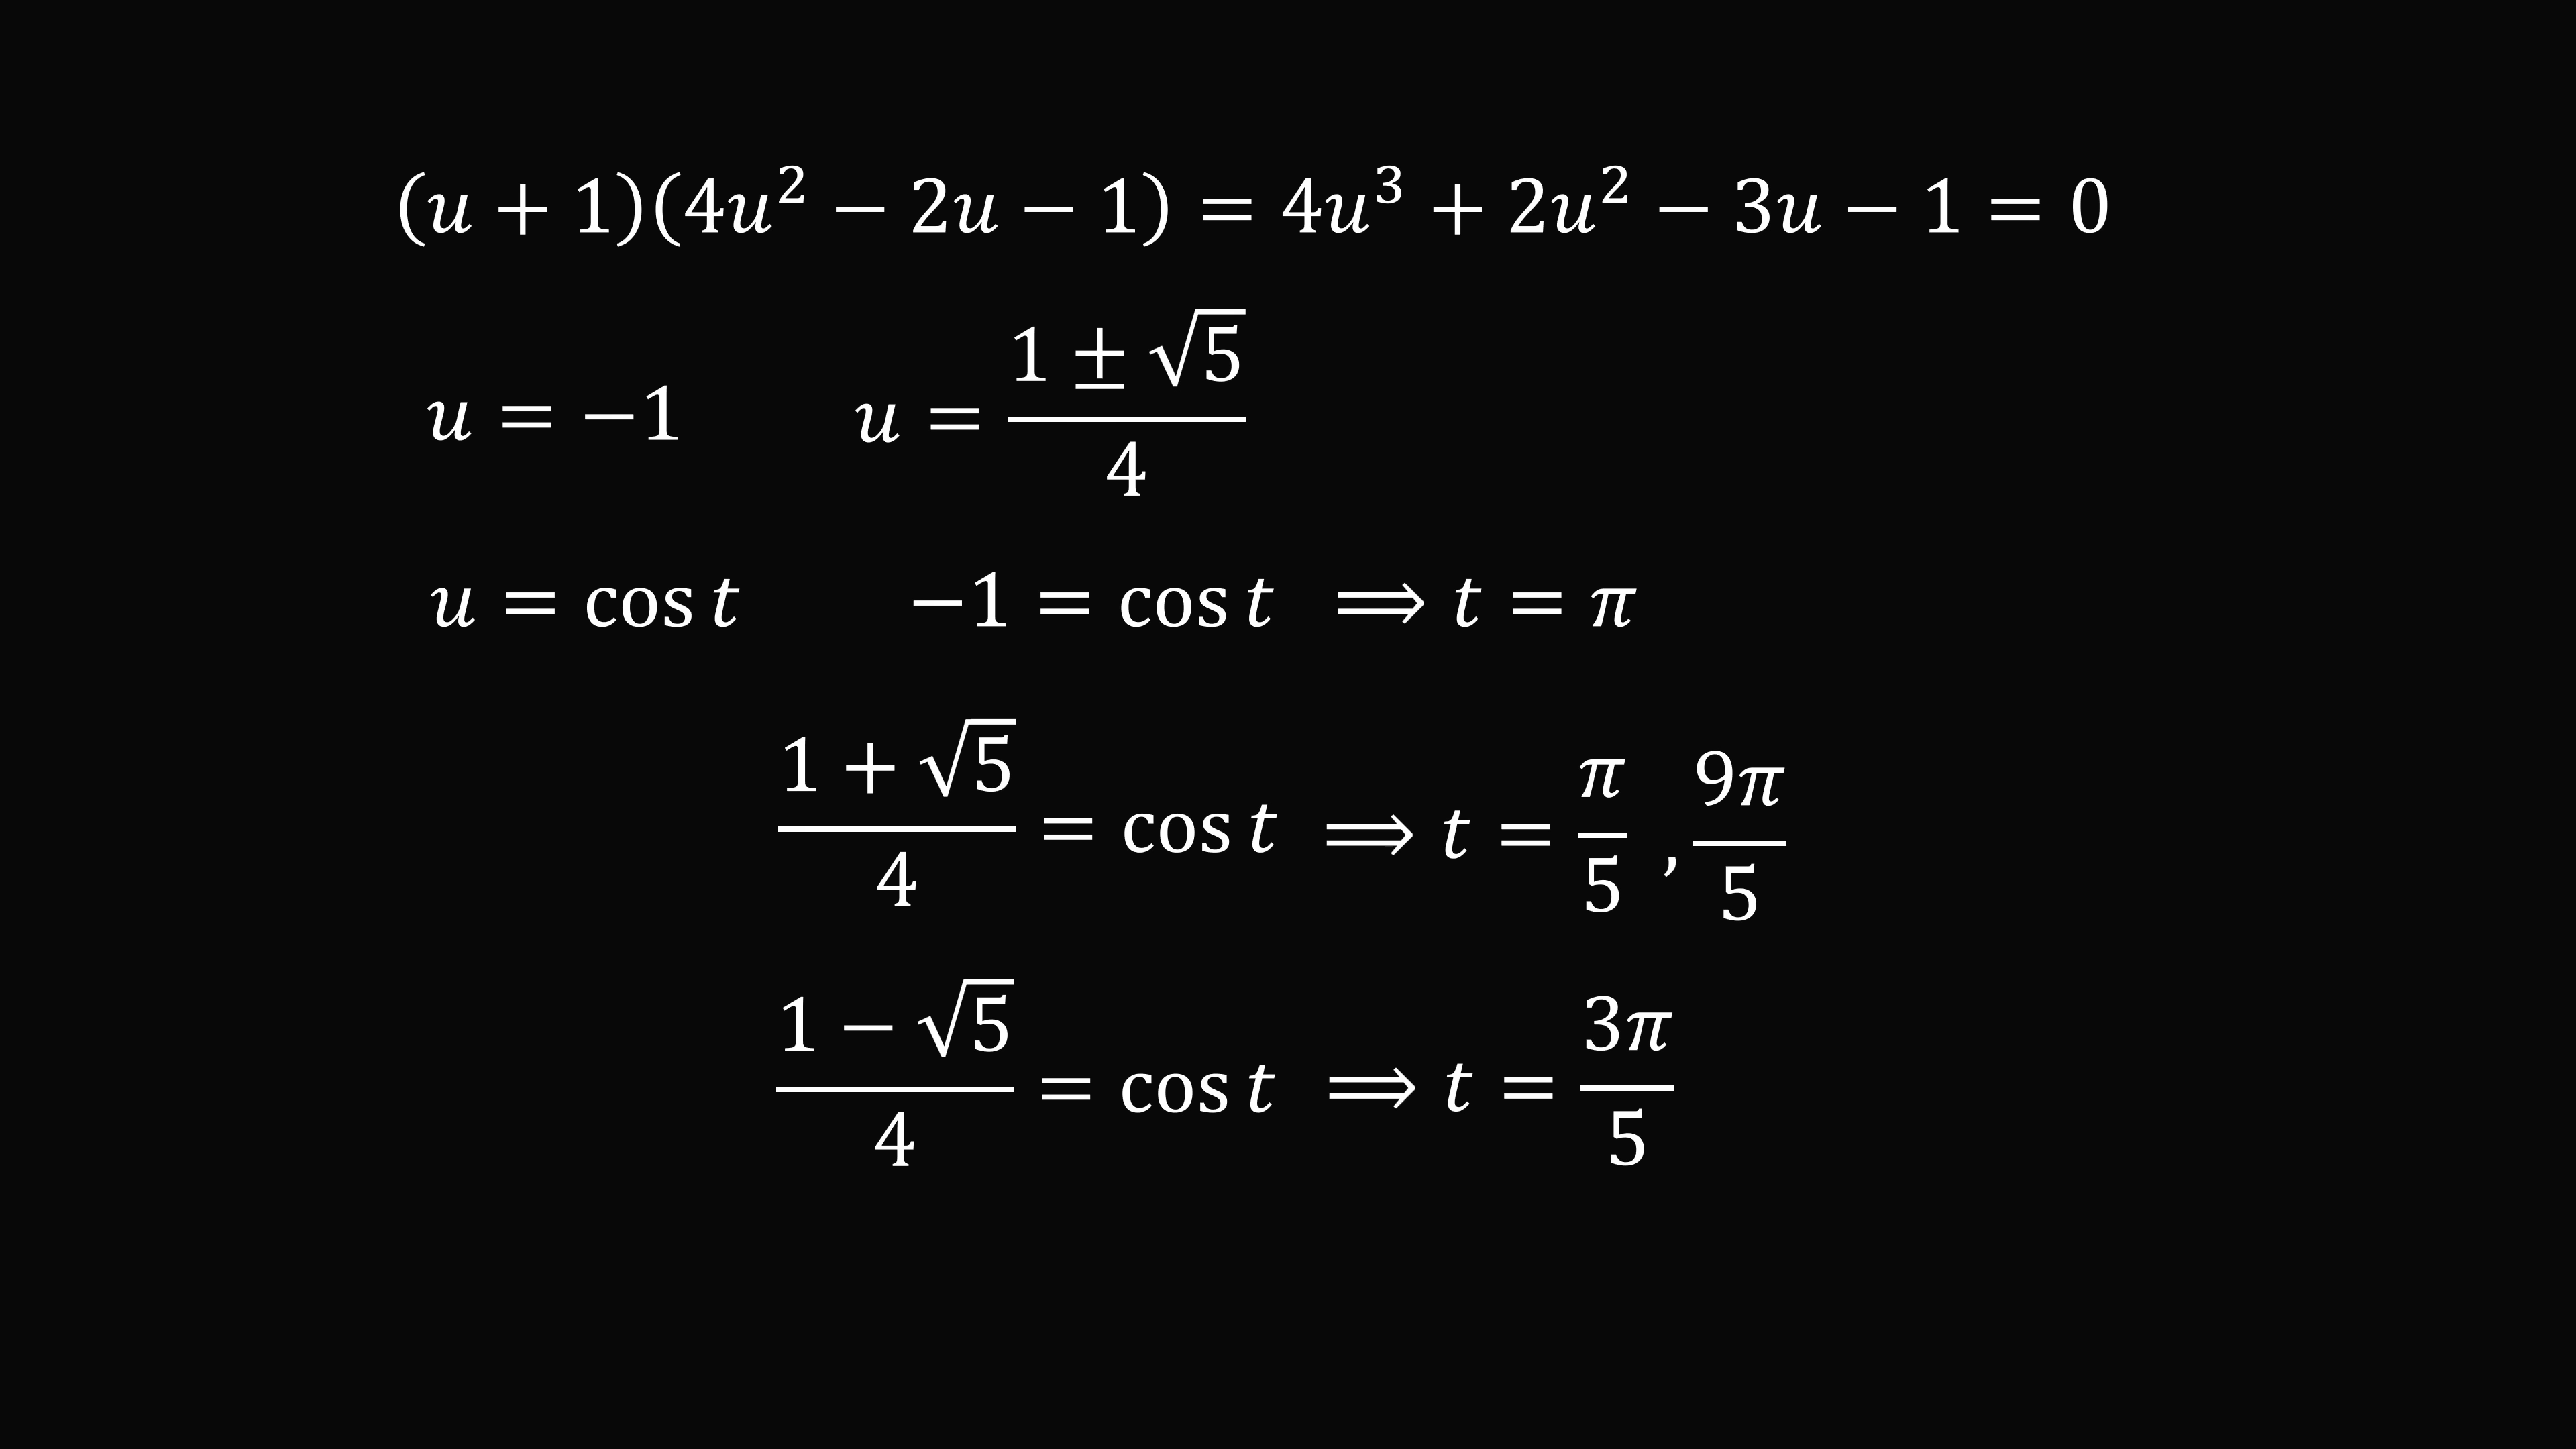 (u + 1)(4u² − 2u − 1) = 4u³ + 2u² − 3u − 1 = 0
u = −1 u = (1 ± √5)/4
u = cos t −1 = cos t ⟹ t = π
(1 + √5)/4 = cos t ⟹ t = π/5 , 9π/5
(1 − √5)/4 = cos t ⟹ t = 3π/5